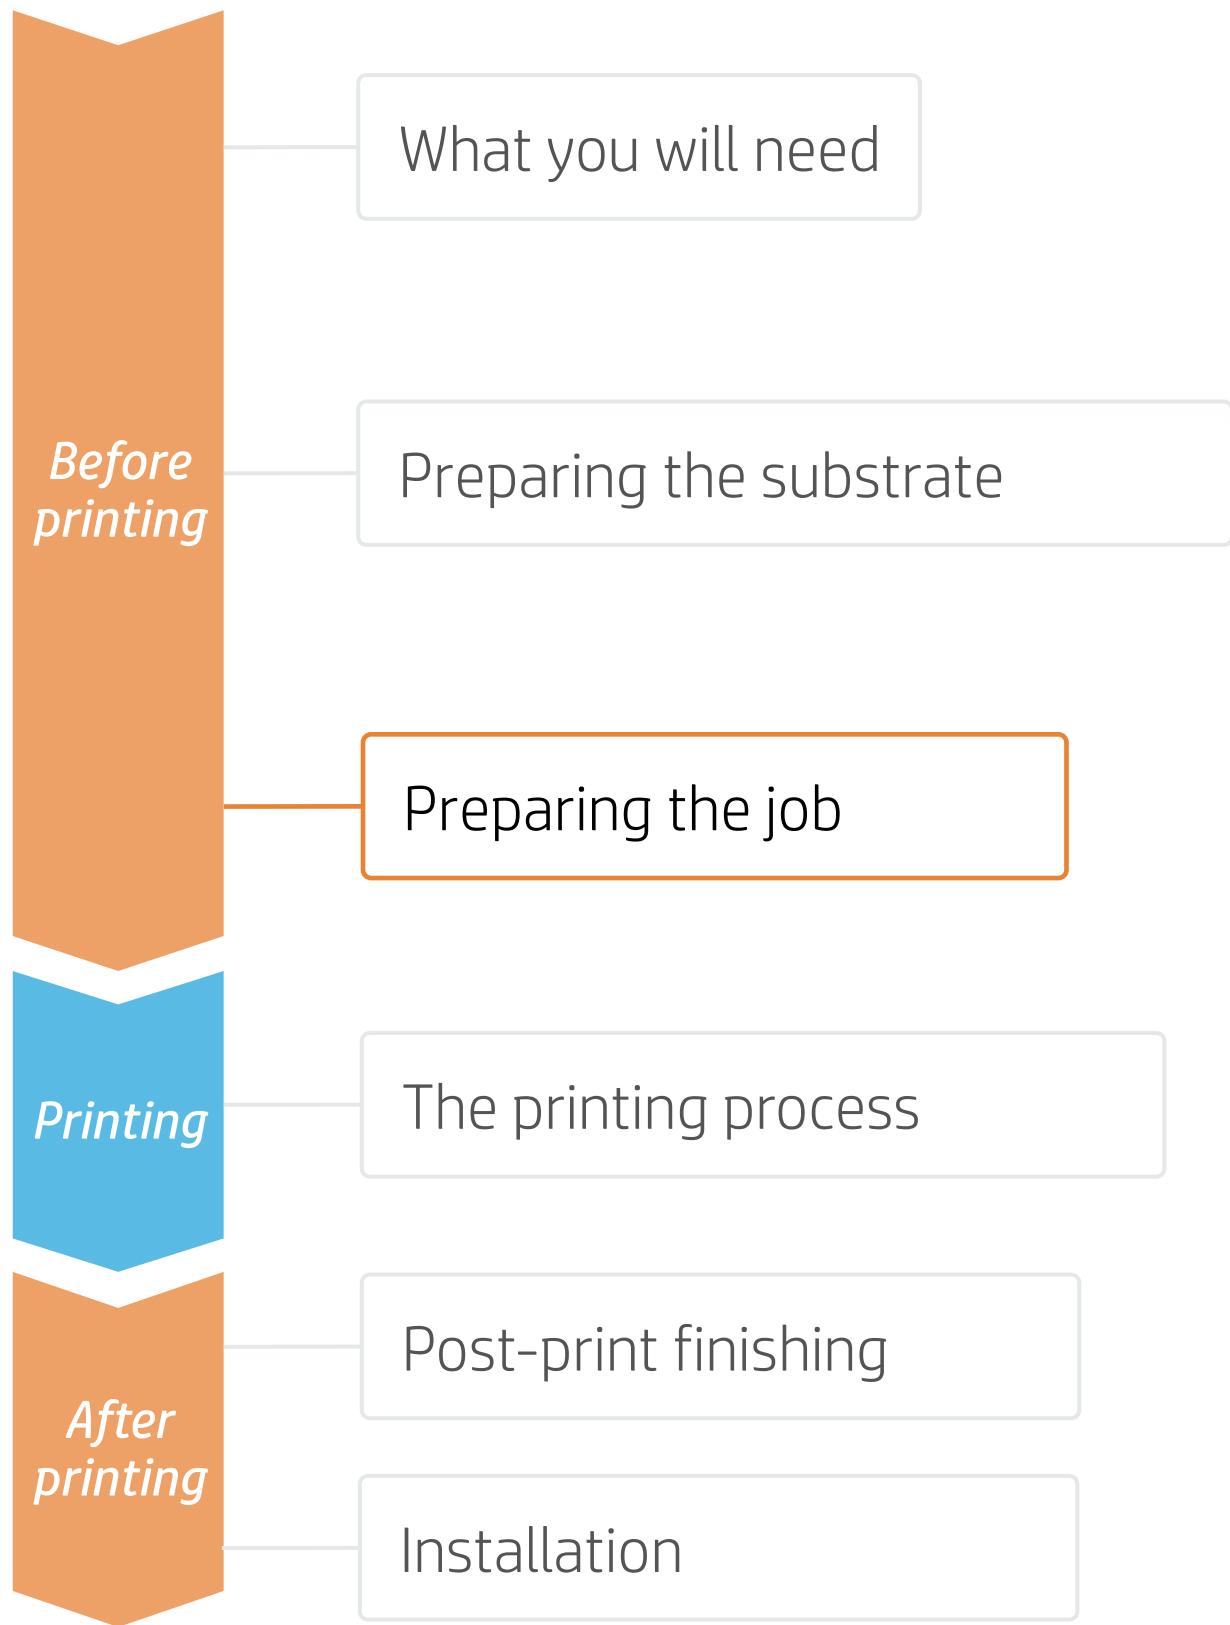 What you will need
Before
printing
Preparing the substrate
Preparing the job
Printing
The printing process
After
printing
Post-print finishing
Installation